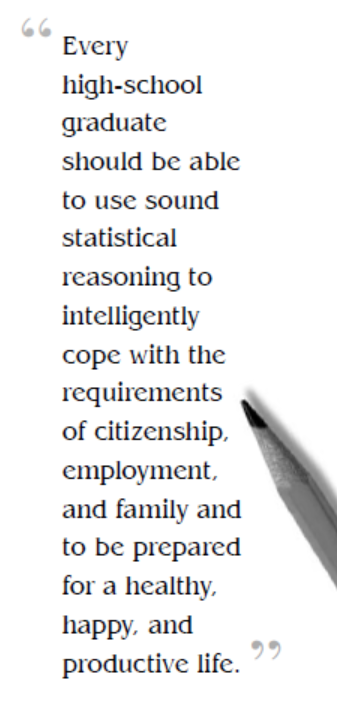 “ Every
high-school
graduate
should be able
to use sound
statistical
reasoning to
intelligently
cope with the
requirements
of citizenship,
employment,
and family and
to be prepared
for a healthy,
happy, and
productive life. ”